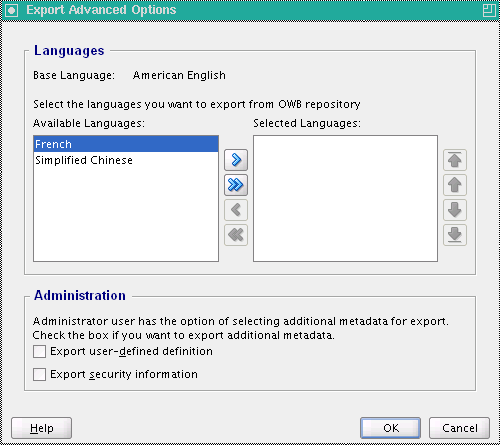 Export Advanced Options
Languages
Base Language: American English
Select the languages you want to export from OWB repository
Available Languages: Selected Languages:
French
Simplified Chinese
Administration
Administrator user has the option of selecting additional metadata for export.
Check the box if you want to export additional metadata.
Export user-defined definition
Export security information
Help OK Cancel